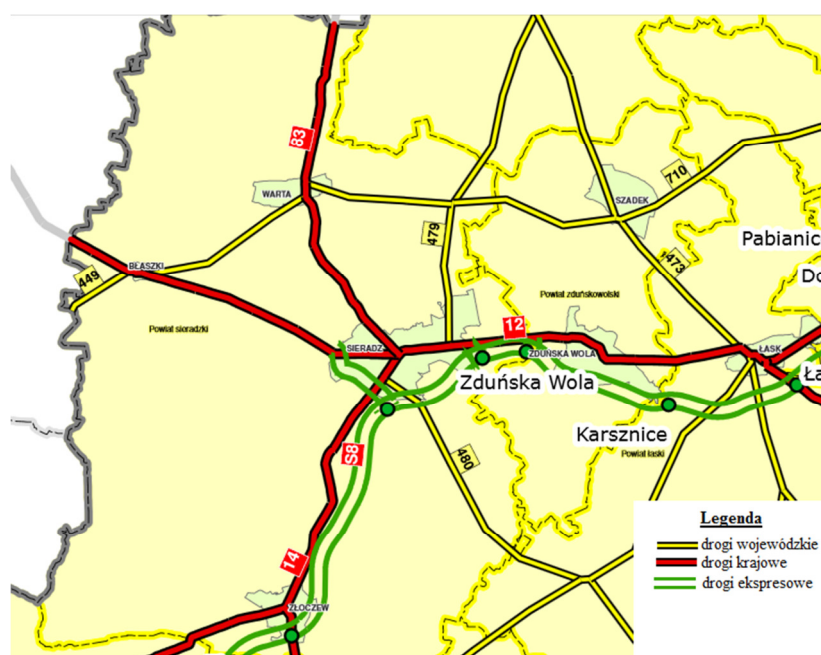 83
WARTA
SZADEK
710
479
473
Pabianic
Do
449
BŁASZKI
Powiat sieradzki
Powiat zduńskowolski
12
SIERADZ
ZDUŃSKA WOLA
ŁASK
Zduńska Wola
Ła
Karsznice
S8
480
Powiat łaski
14
ZŁOCZEW
Legenda
drogi wojewódzkie
drogi krajowe
drogi ekspresowe